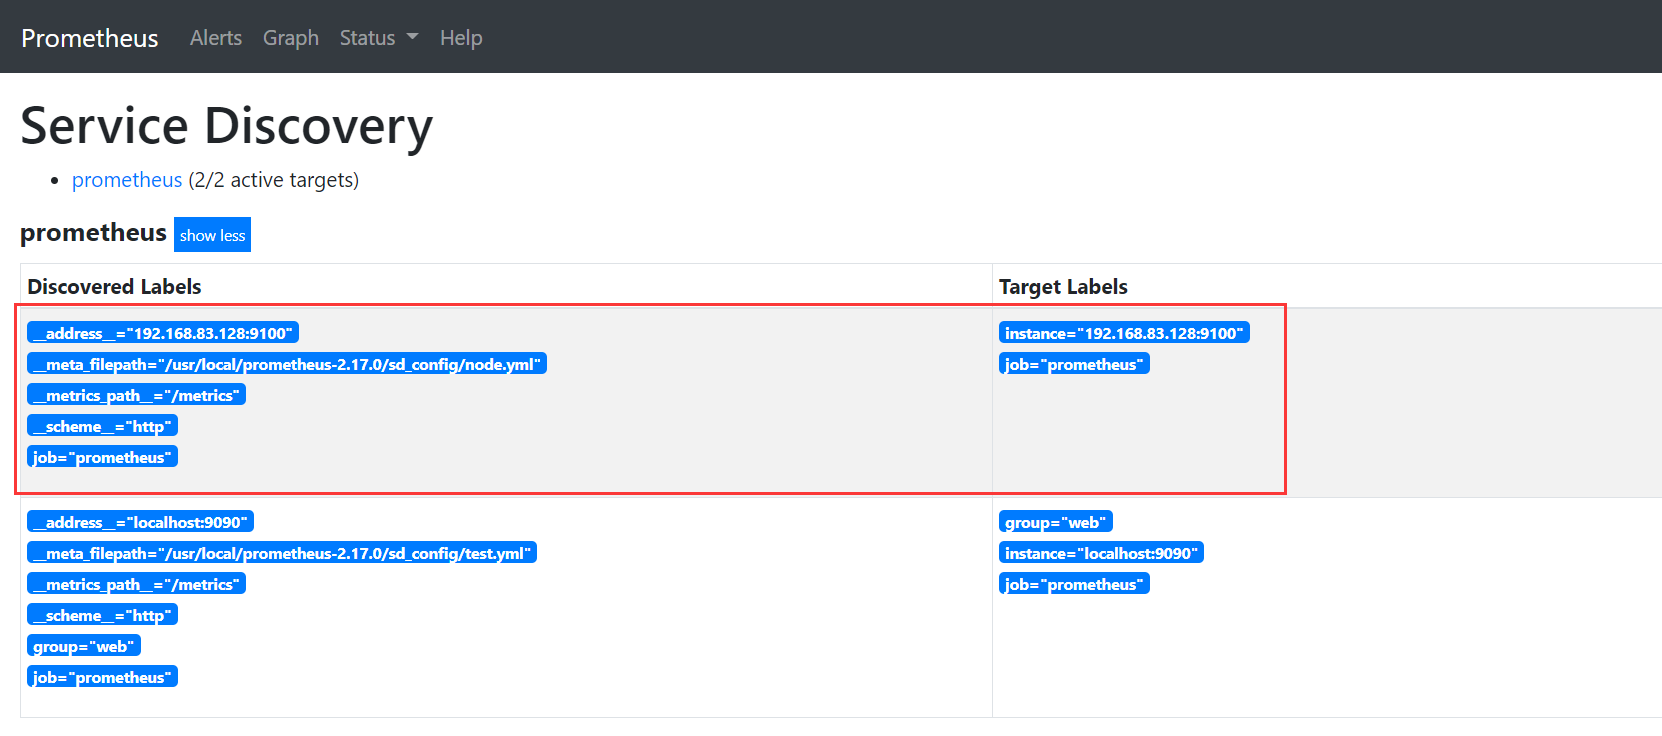 Prometheus Alerts Graph Status Help
Service Discovery
prometheus (2/2 active targets)
prometheus show less
Discovered Labels Target Labels
__address__="192.168.83.128:9100" instance="192.168.83.128:9100"
__meta_filepath="/usr/local/prometheus-2.17.0/sd_config/node.yml" job="prometheus"
__metrics_path__="/metrics"
__scheme__="http"
job="prometheus"
__address__="localhost:9090" group="web"
__meta_filepath="/usr/local/prometheus-2.17.0/sd_config/test.yml" instance="localhost:9090"
__metrics_path__="/metrics" job="prometheus"
__scheme__="http"
group="web"
job="prometheus"